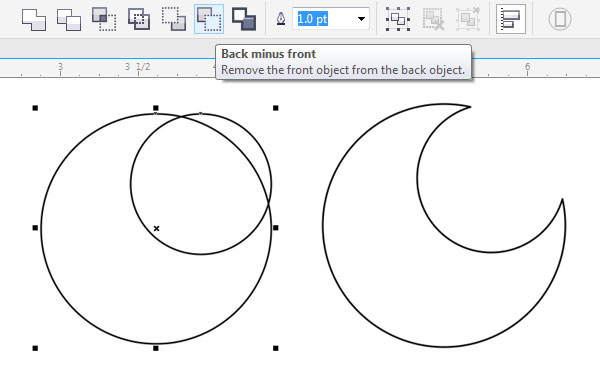 1.0 pt
Back minus front
Remove the front object from the back object.
3
3 1/2
6